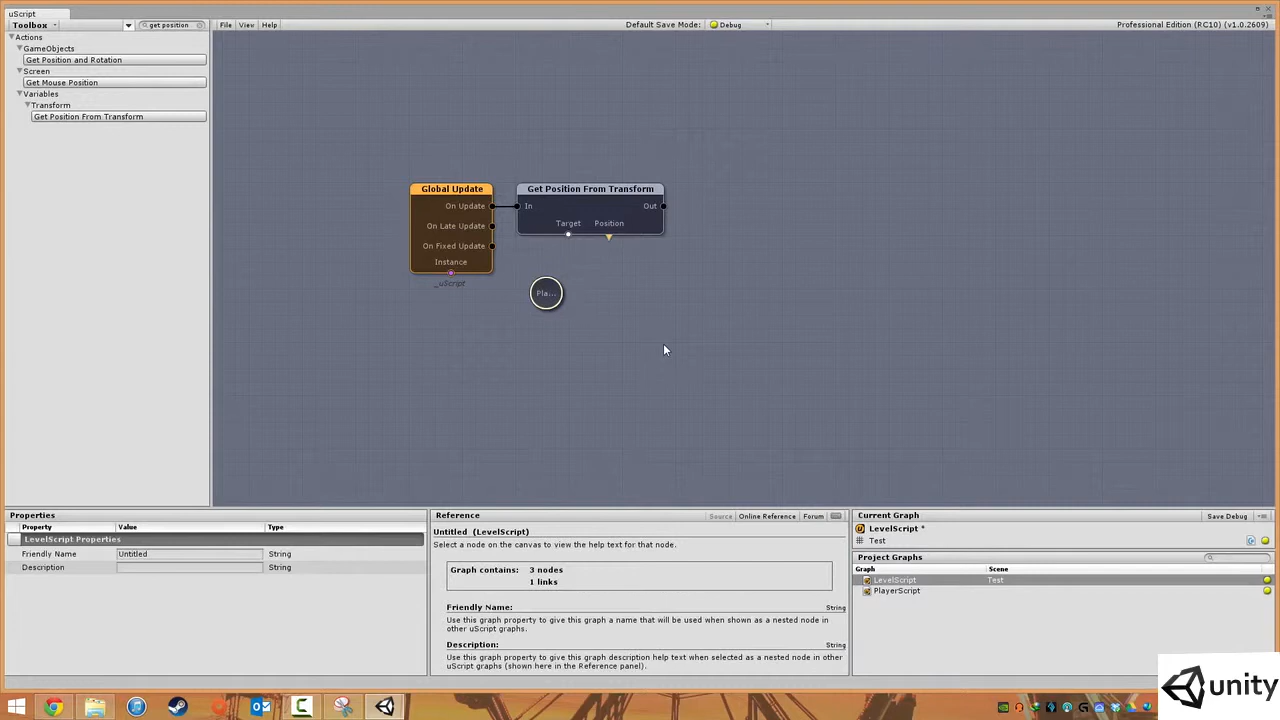 uScript
Toolbox
get position
File View Help
Default Save Mode: Debug
Professional Edition (RC10) (v1.0.2609)
Actions
GameObjects
Get Position and Rotation
Screen
Get Mouse Position
Variables
Transform
Get Position From Transform
Global Update
On Update
On Late Update
On Fixed Update
Instance
_uScript
Get Position From Transform
In Out
Target Position
Pla...
Properties
Property Value Type
LevelScript Properties
Friendly Name Untitled String
Description String
Reference
Source Online Reference Forum
Untitled (LevelScript)
Select a node on the canvas to view the help text for that node.
Graph contains: 3 nodes
1 links
Friendly Name: String
Use this graph property to give this graph a name that will be used when shown as a nested node in
other uScript graphs.
Description: String
Use this graph property to give this graph description help text when selected as a nested node in other
uScript graphs (shown here in the Reference panel).
Current Graph
Save Debug
LevelScript *
Test
Project Graphs
Graph Scene
LevelScript Test
PlayerScript
unity